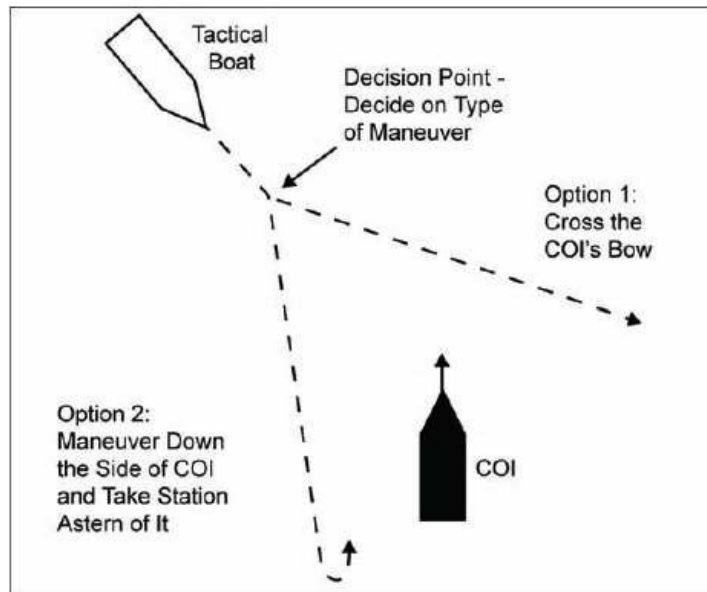 Tactical
Boat
Decision Point -
Decide on Type
of Maneuver
Option 1:
Cross the
COI's Bow
Option 2:
Maneuver Down
the Side of COI
and Take Station
Astern of It
COI